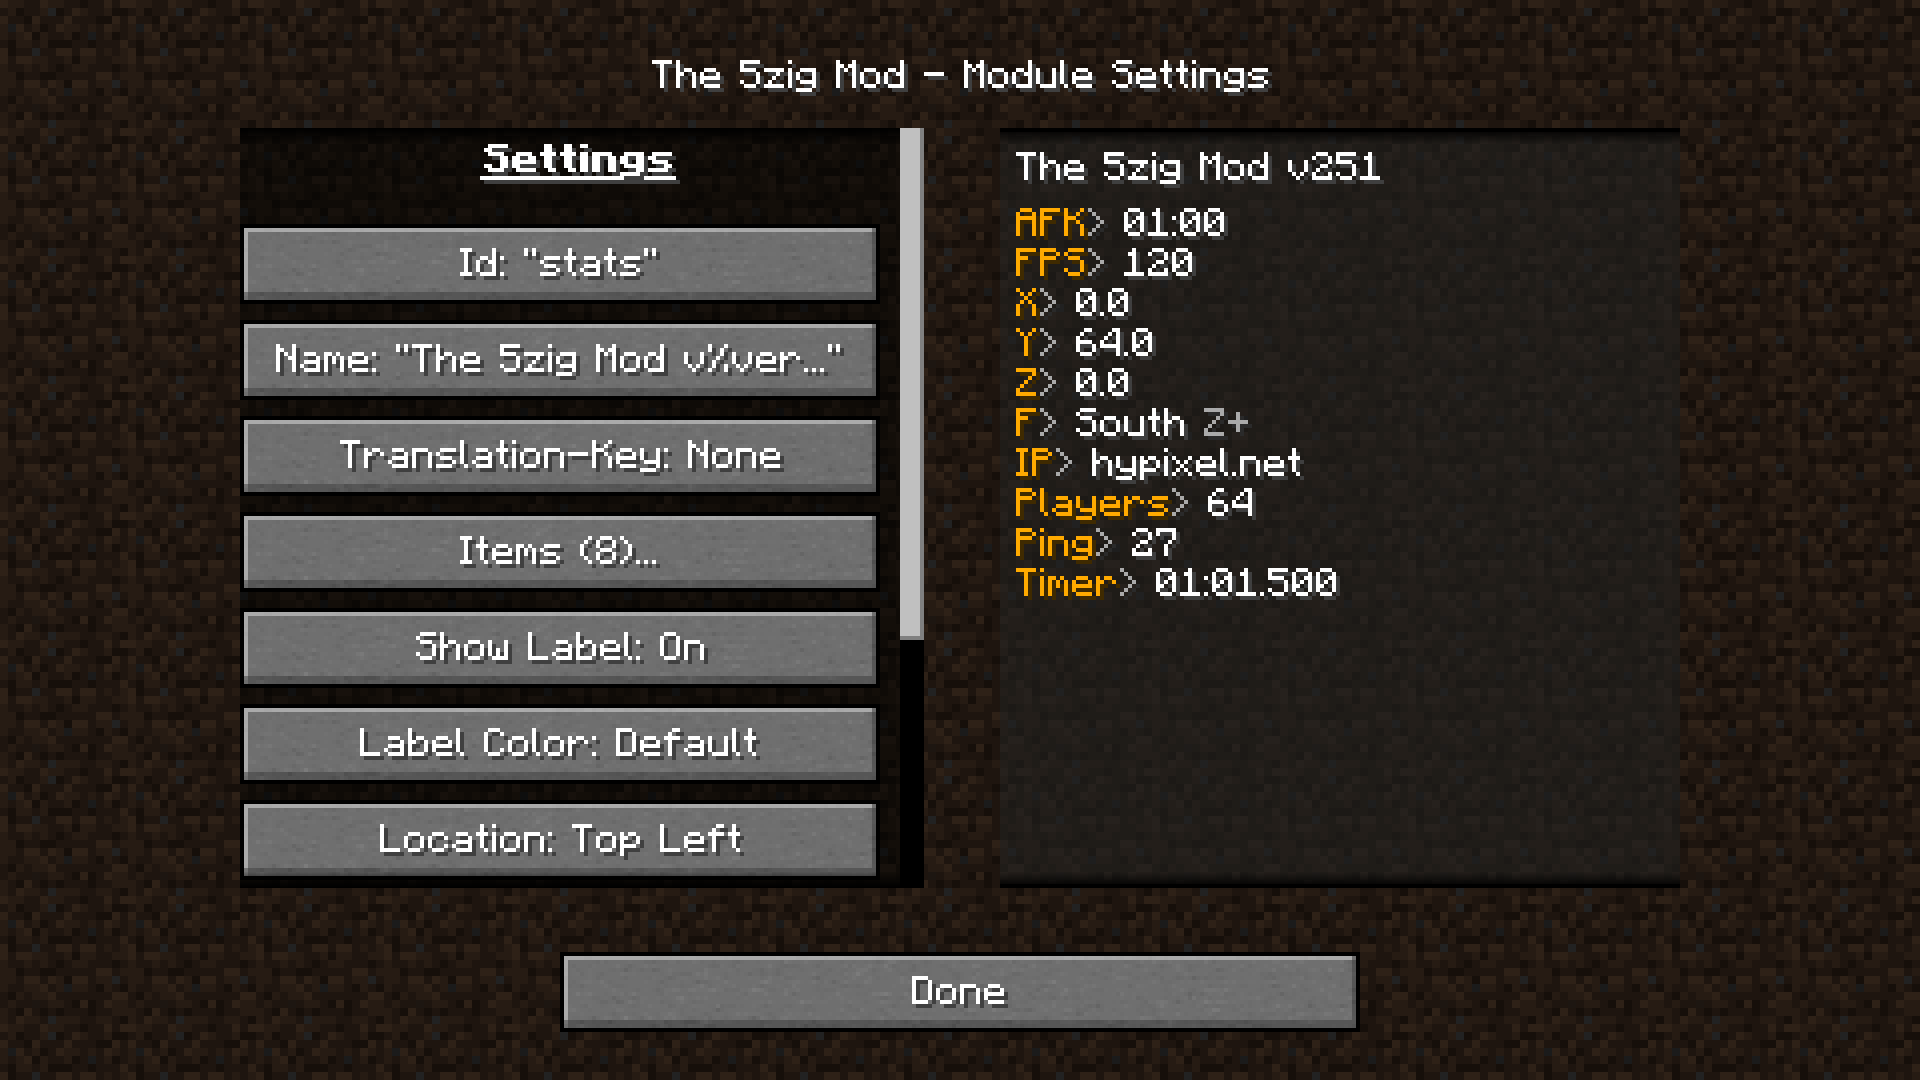 The 5zig Mod - Module Settings
Settings
Id: "stats"
Name: "The 5zig Mod v%ver..."
Translation-Key: None
Items (8)...
Show Label: On
Label Color: Default
Location: Top Left
The 5zig Mod v251
AFK> 01:00
FPS> 120
X> 0.0
Y> 64.0
Z> 0.0
F> South Z+
IP> hypixel.net
Players> 64
Ping> 27
Timer> 01:01.500
Done